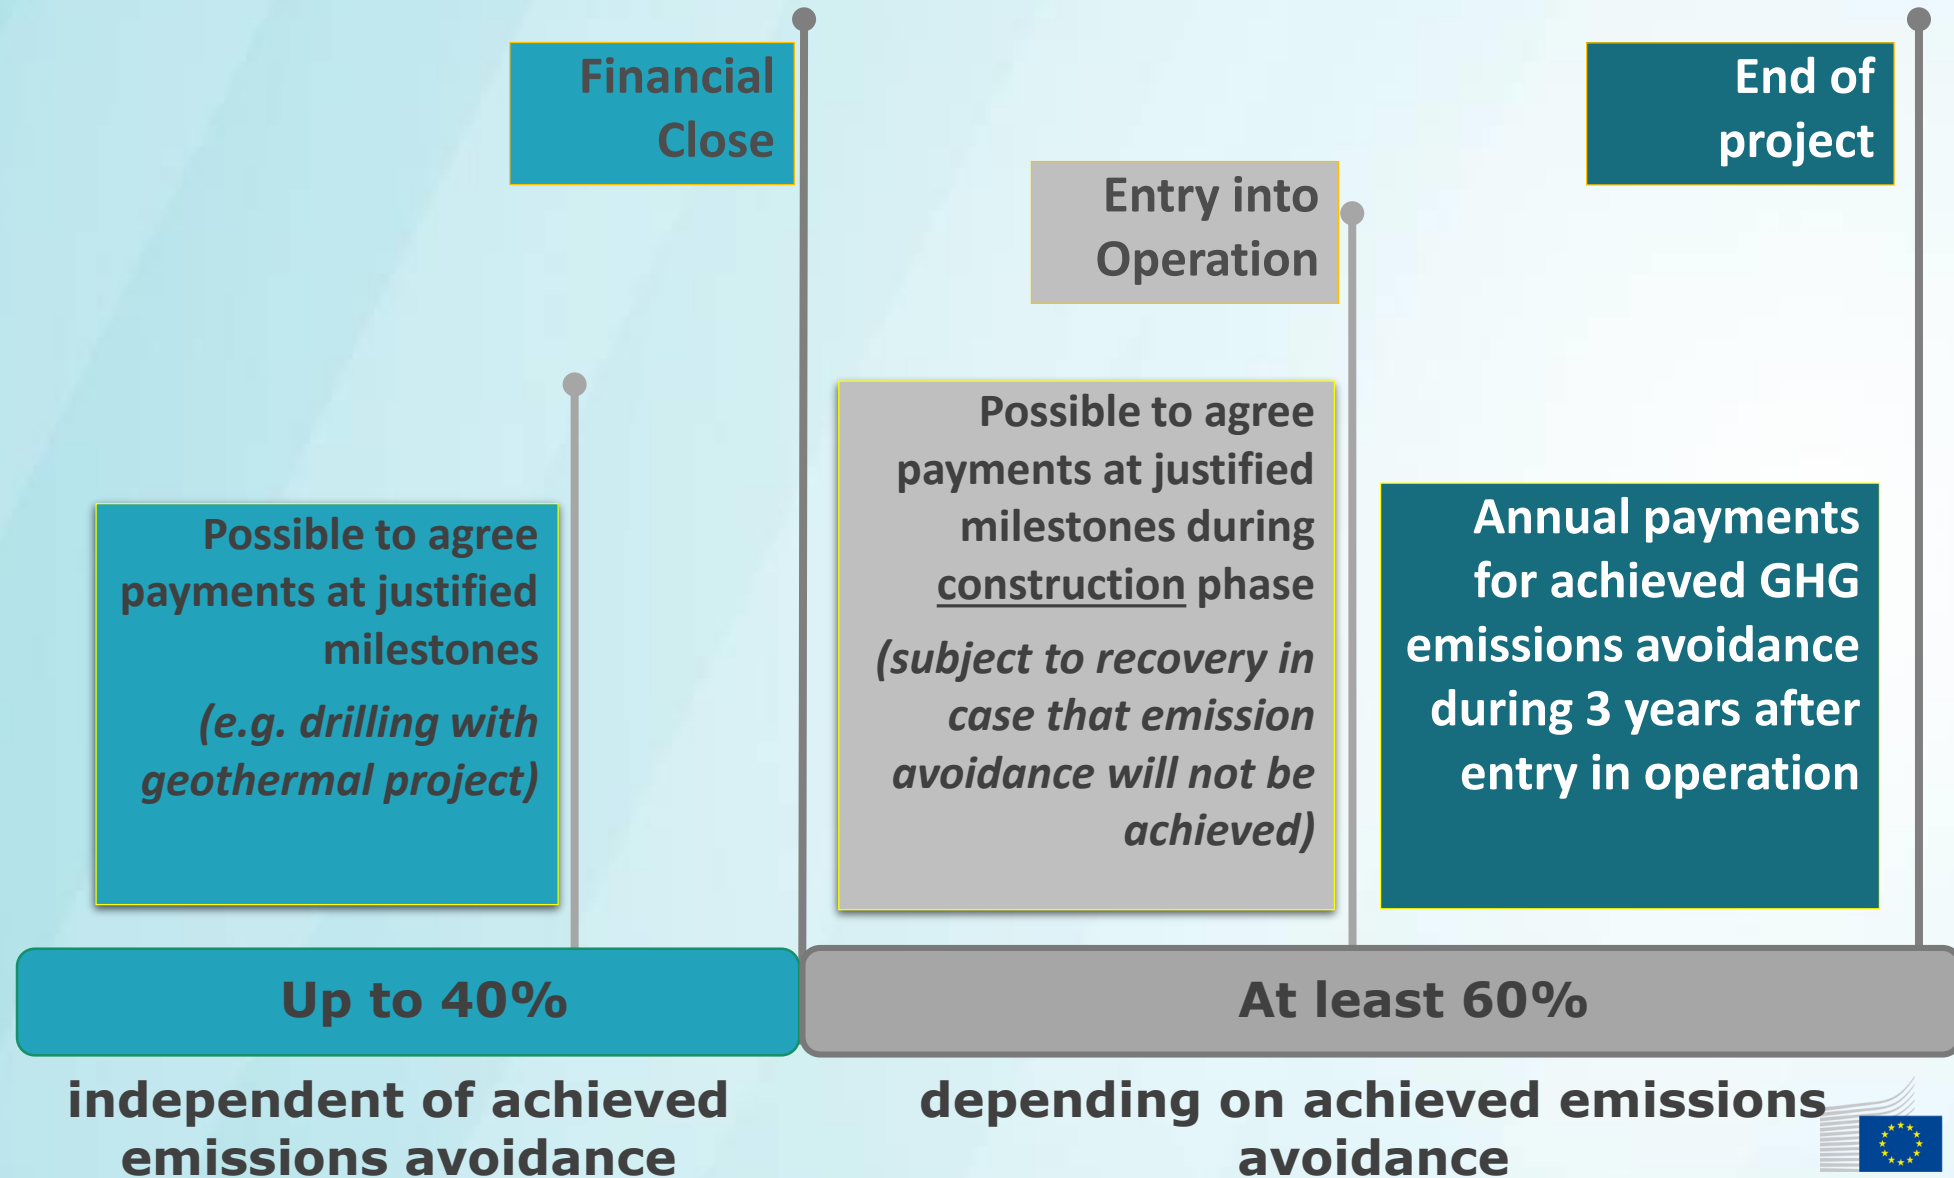 Financial
Close
End of
project
Entry into
Operation
Possible to agree
payments at justified
milestones
(e.g. drilling with
geothermal project)
Possible to agree
payments at justified
milestones during
construction phase
(subject to recovery in
case that emission
avoidance will not be
achieved)
Annual payments
for achieved GHG
emissions avoidance
during 3 years after
entry in operation
Up to 40%
At least 60%
independent of achieved
emissions avoidance
depending on achieved emissions
avoidance